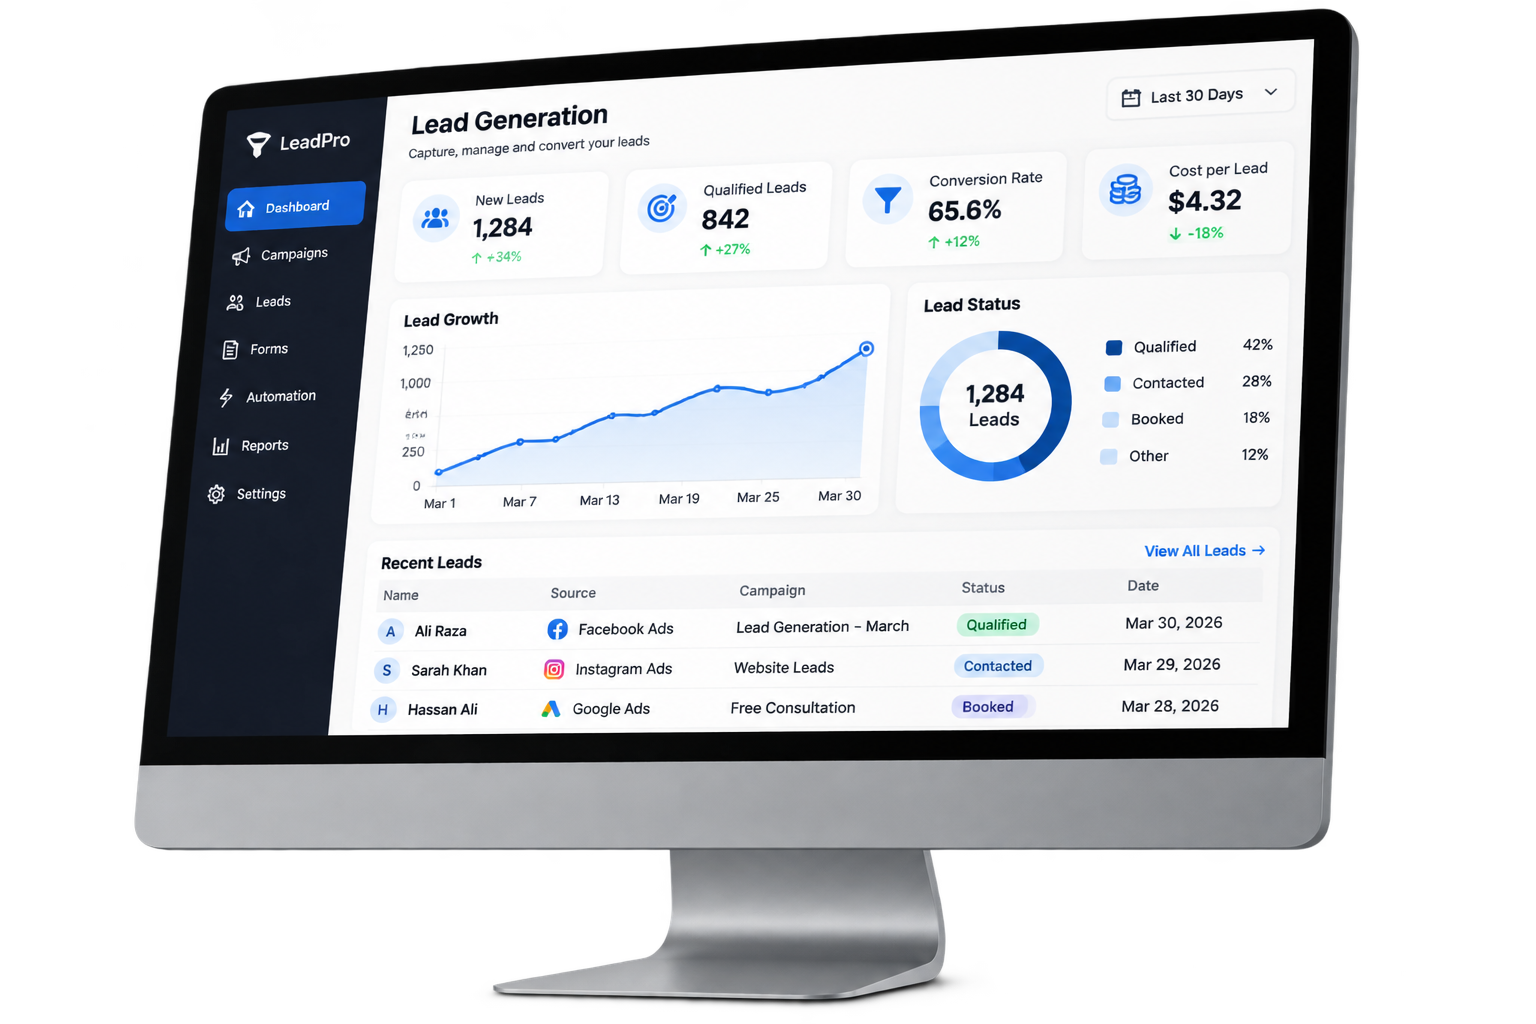 LeadPro
Dashboard
Campaigns
Leads
Forms
Automation
Reports
Settings
Lead Generation
Capture, manage and convert your leads
Last 30 Days
New Leads
1,284
↑ +34%
Qualified Leads
842
↑ +27%
Conversion Rate
65.6%
↑ +12%
Cost per Lead
$4.32
↓ -18%
Lead Growth
1,250
1,000
250
0
Mar 1 Mar 7 Mar 13 Mar 19 Mar 25 Mar 30
Lead Status
1,284
Leads
Qualified 42%
Contacted 28%
Booked 18%
Other 12%
Recent Leads
View All Leads →
Name Source Campaign Status Date
A Ali Raza Facebook Ads Lead Generation – March Qualified Mar 30, 2026
S Sarah Khan Instagram Ads Website Leads Contacted Mar 29, 2026
H Hassan Ali Google Ads Free Consultation Booked Mar 28, 2026